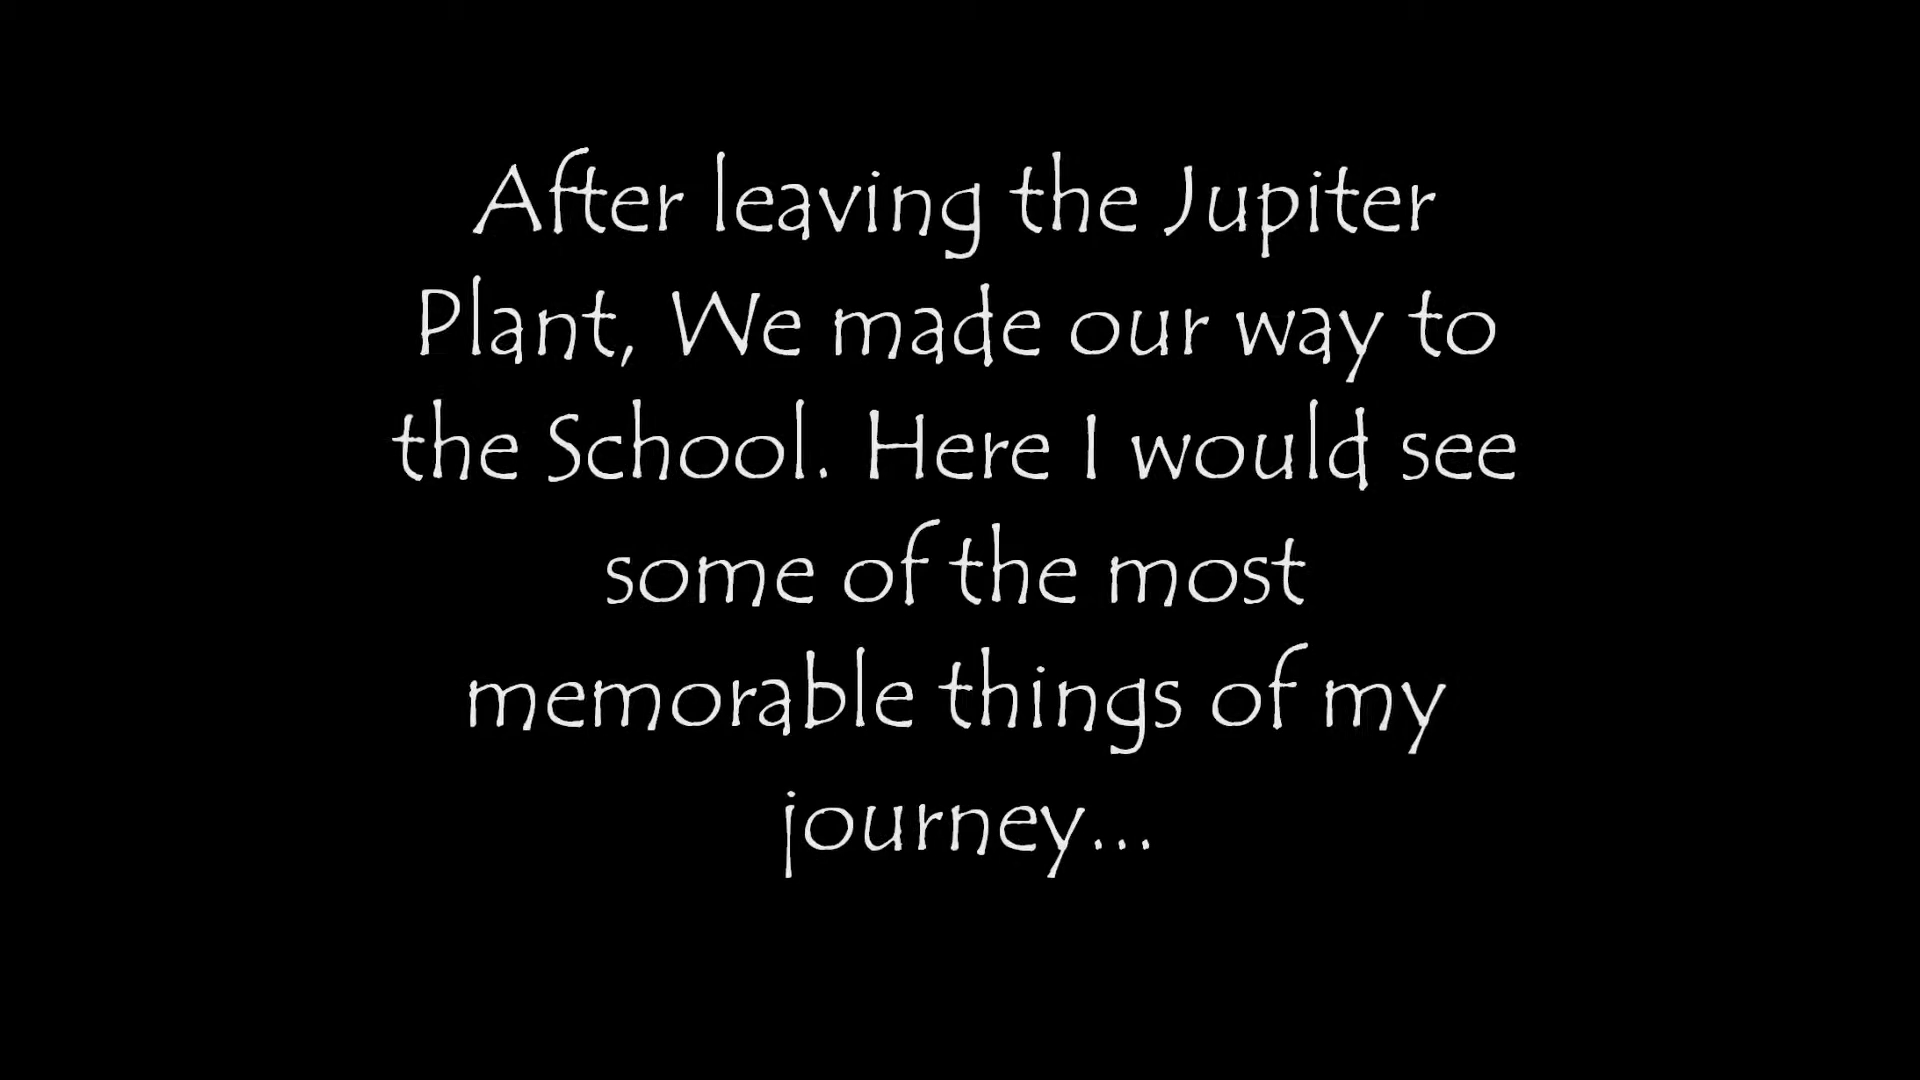 After leaving the Jupiter
Plant, We made our way to
the School. Here I would see
some of the most
memorable things of my
journey...